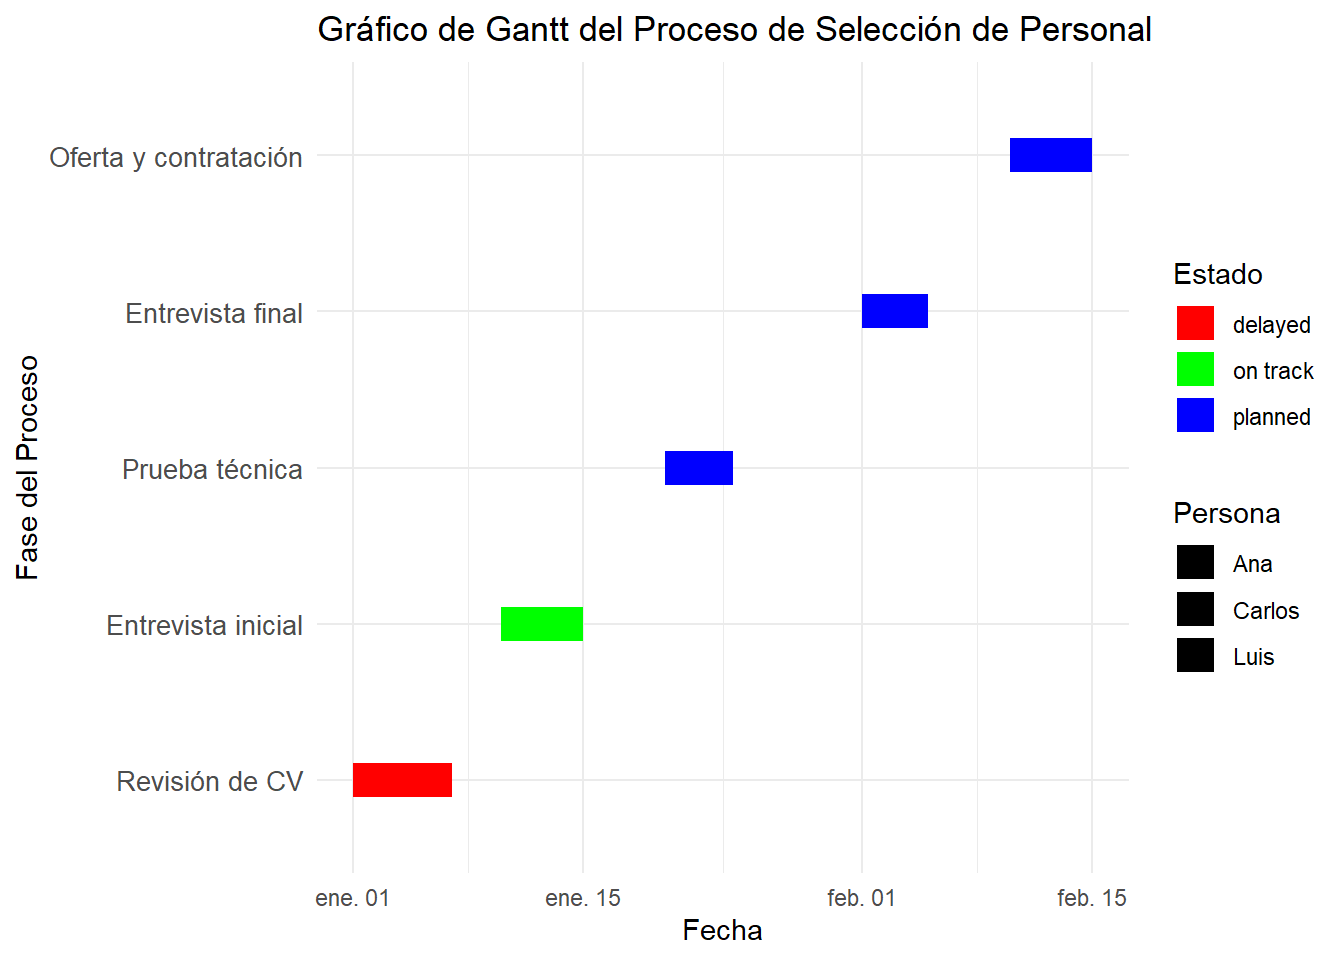 Gráfico de Gantt del Proceso de Selección de Personal
Fase del Proceso
Oferta y contratación
Entrevista final
Prueba técnica
Entrevista inicial
Revisión de CV
ene. 01
ene. 15
feb. 01
feb. 15
Fecha
Estado
delayed
on track
planned
Persona
Ana
Carlos
Luis